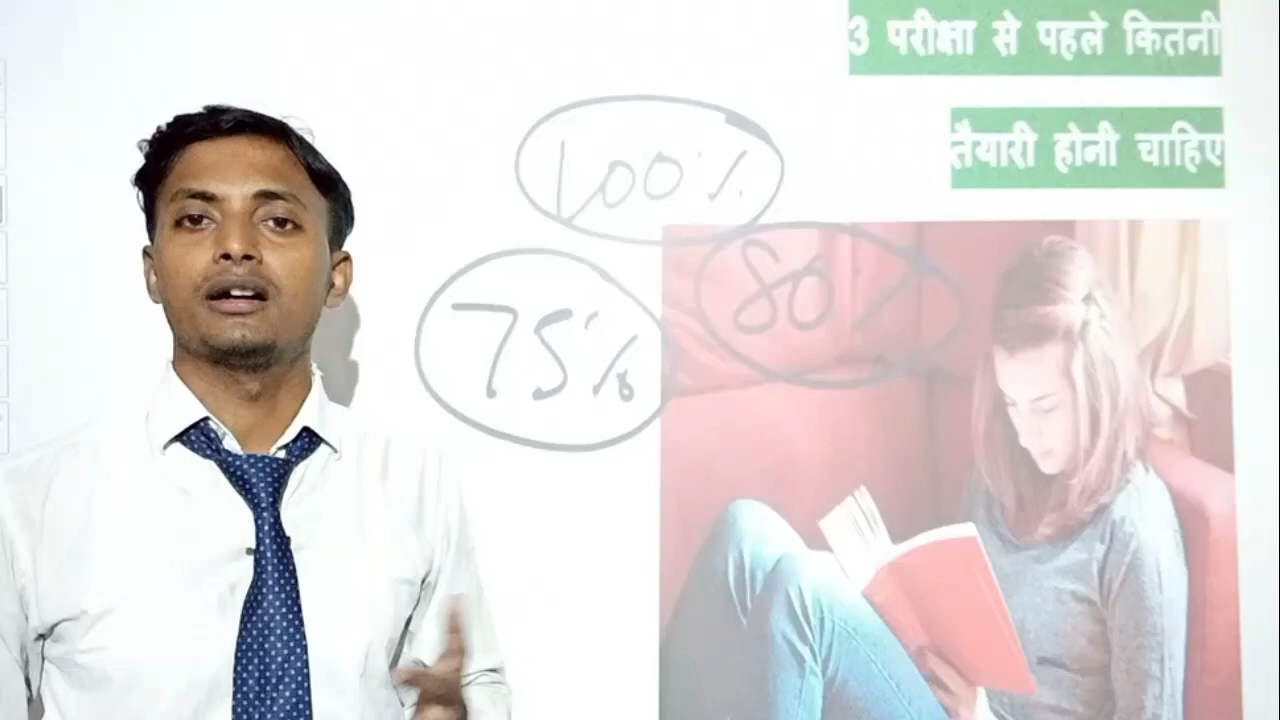 3 परीक्षा से पहले कितनी
तैयारी होनी चाहिए
100%
80%
75%